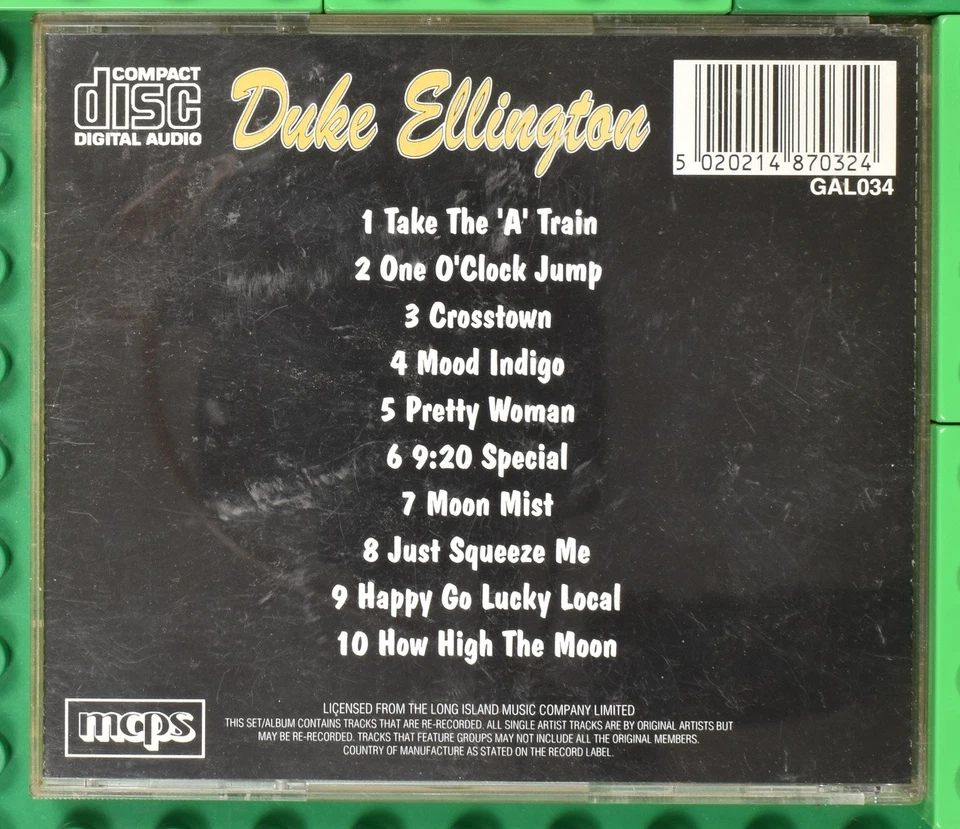 COMPACT
disc
DIGITAL AUDIO
Duke Ellington
5 020214 870324
GAL034
1 Take The 'A' Train
2 One O'Clock Jump
3 Crosstown
4 Mood Indigo
5 Pretty Woman
6 9:20 Special
7 Moon Mist
8 Just Squeeze Me
9 Happy Go Lucky Local
10 How High The Moon
mcps
LIÇENSED FROM THE LONG ISLAND MUSIC COMPANY LIMITED
THIS SET/ALBUM CONTAINS TRACKS THAT ARE RE-RECORDED. ALL SINGLE ARTIST TRACKS ARE BY ORIGINAL ARTISTS BUT
MAY BE RE-RECORDED. TRACKS THAT FEATURE GROUPS MAY NOT INCLUDE ALL THE ORIGINAL MEMBERS.
COUNTRY OF MANUFACTURE AS STATED ON THE RECORD LABEL.